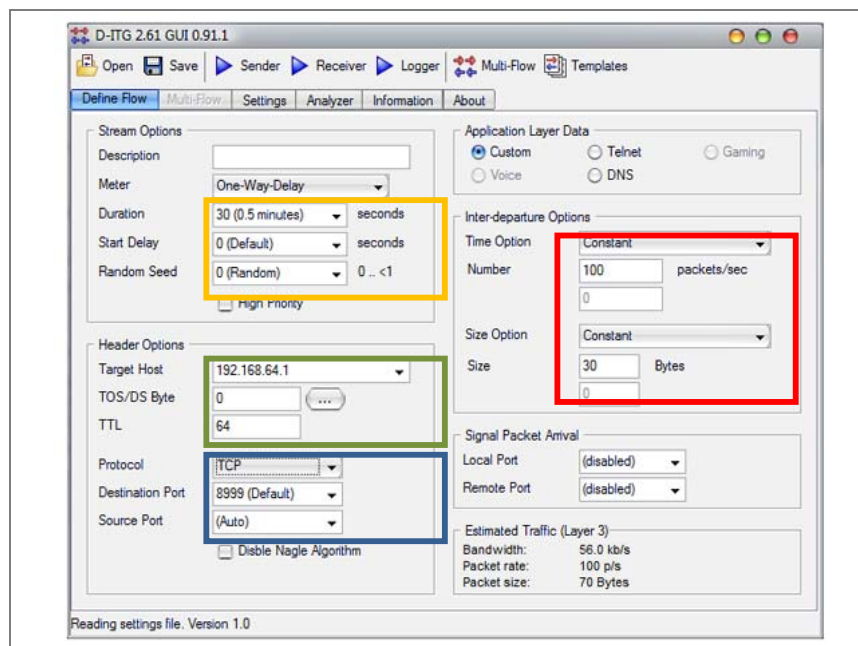 D-ITG 2.61 GUI 0.91.1
Open Save Sender Receiver Logger Multi-Flow Templates
Define Flow Multi-Flow Settings Analyzer Information About
Stream Options
Description
Meter One-Way-Delay
Duration 30 (0.5 minutes) seconds
Start Delay 0 (Default) seconds
Random Seed 0 (Random) 0 .. <1
High Priority
Header Options
Target Host 192.168.64.1
TOS/DS Byte 0 ...
TTL 64
Protocol TCP
Destination Port 8999 (Default)
Source Port (Auto)
Disble Nagle Algorithm
Application Layer Data
Custom Telnet Gaming
Voice DNS
Inter-departure Options
Time Option Constant
Number 100 packets/sec
0
Size Option Constant
Size 30 Bytes
0
Signal Packet Arrival
Local Port (disabled)
Remote Port (disabled)
Estimated Traffic (Layer 3)
Bandwidth: 56.0 kb/s
Packet rate: 100 p/s
Packet size: 70 Bytes
Reading settings file. Version 1.0